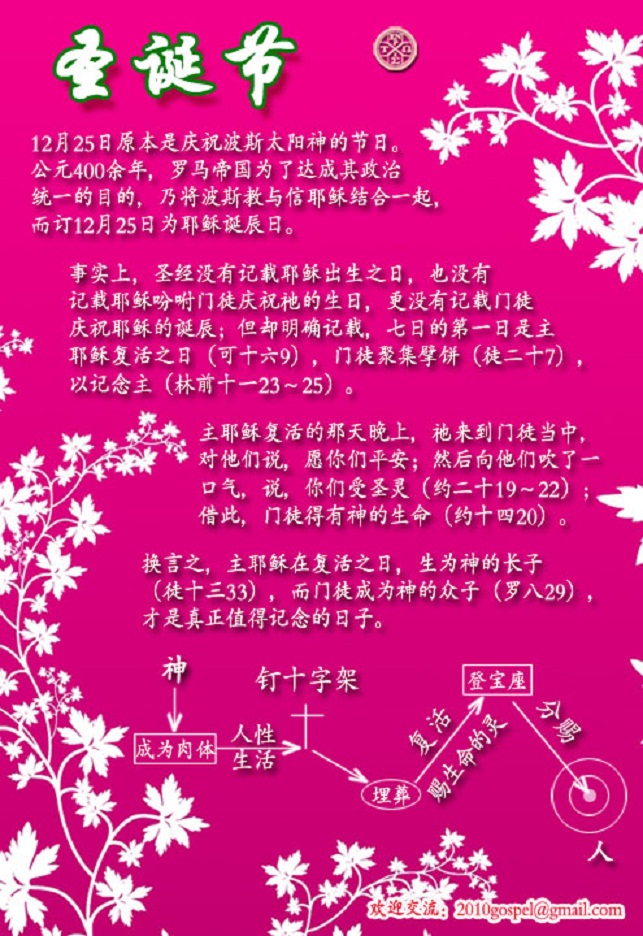 圣诞节
12月25日原本是庆祝波斯太阳神的节日。
公元400余年，罗马帝国为了达成其政治
统一的目的，乃将波斯教与信耶稣结合一起，
而订12月25日为耶稣诞辰日。
事实上，圣经没有记载耶稣出生之日，也没有
记载耶稣吩咐门徒庆祝祂的生日，更没有记载门徒
庆祝耶稣的诞辰；但却明确记载，七日的第一日是主
耶稣复活之日（可十六9），门徒聚集擘饼（徒二十7），
以记念主（林前十一23～25）。
主耶稣复活的那天晚上，祂来到门徒当中，
对他们说，愿你们平安；然后向他们吹了一
口气，说，你们受圣灵（约二十19～22）；
借此，门徒得有神的生命（约十四20）。
换言之，主耶稣在复活之日，生为神的长子
（徒十三33），而门徒成为神的众子（罗八29），
才是真正值得记念的日子。
神
成为肉体
人性
生活
钉十字架
埋葬
复活
赐生命的灵
登宝座
分赐
人
欢迎交流：2010gospel@gmail.com